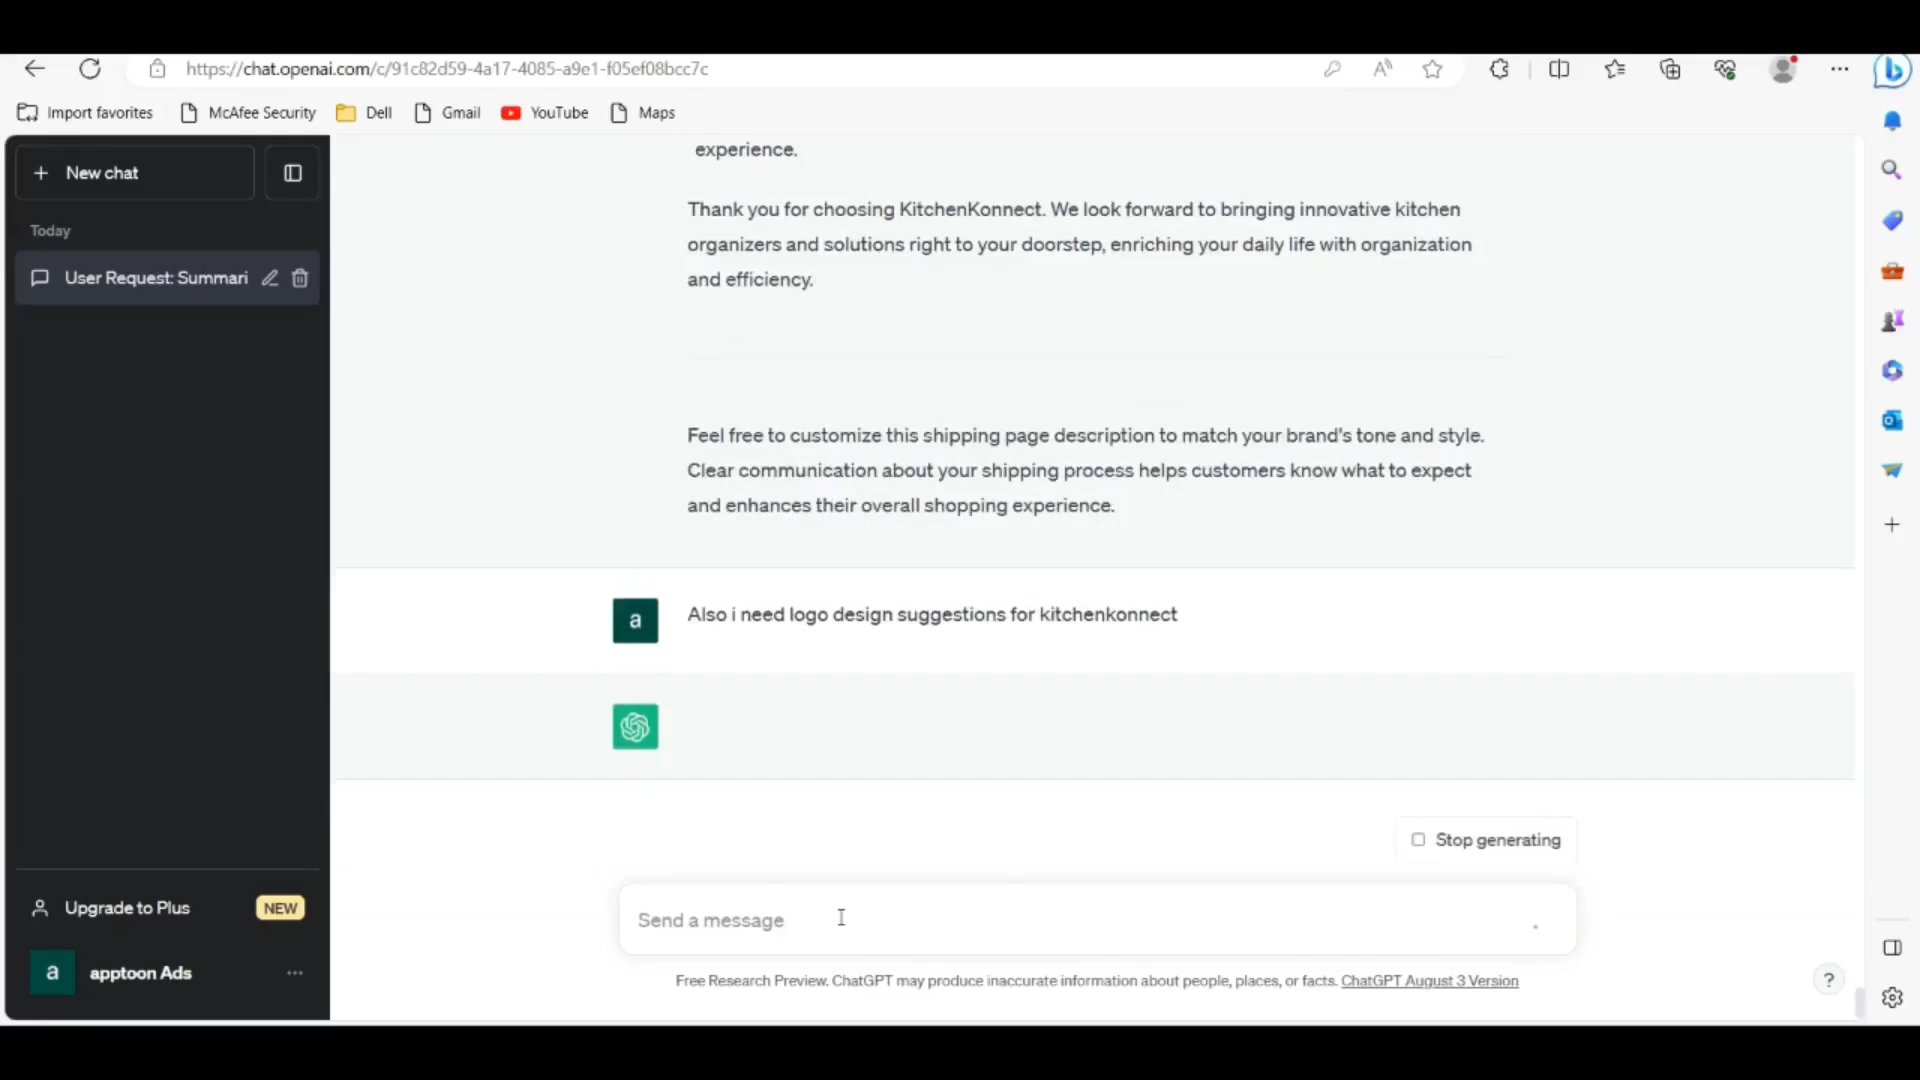 https://chat.openai.com/c/91c82d59-4a17-4085-a9e1-f05ef08bcc7c
Import favorites McAfee Security Dell Gmail YouTube Maps
New chat
Today
User Request: Summari
experience.
Thank you for choosing KitchenKonnect. We look forward to bringing innovative kitchen
organizers and solutions right to your doorstep, enriching your daily life with organization
and efficiency.
Feel free to customize this shipping page description to match your brand's tone and style.
Clear communication about your shipping process helps customers know what to expect
and enhances their overall shopping experience.
a Also i need logo design suggestions for kitchenkonnect
Stop generating
Upgrade to Plus NEW
Send a message
a apptoon Ads
Free Research Preview. ChatGPT may produce inaccurate information about people, places, or facts. ChatGPT August 3 Version
?